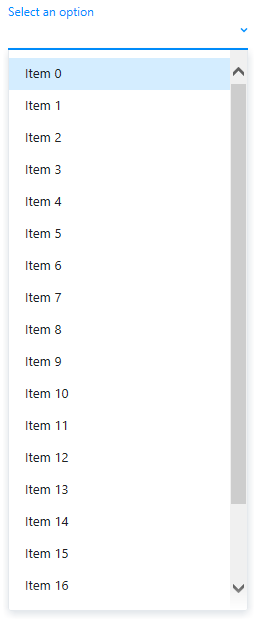 Select an option
Item 0
Item 1
Item 2
Item 3
Item 4
Item 5
Item 6
Item 7
Item 8
Item 9
Item 10
Item 11
Item 12
Item 13
Item 14
Item 15
Item 16